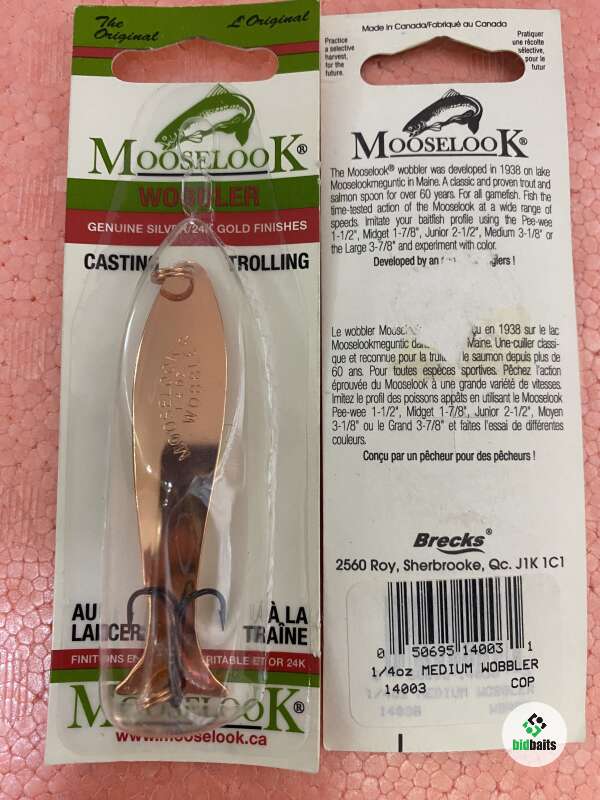 The Original
L'Original
MOOSELOOK®
WOBBLER
GENUINE SILVER/24K GOLD FINISHES
CASTING TROLLING
AU À LA
LANCER TRAÎNE
FINITIONS EN ET OR 24K
MOOSELOOK®
www.mooselook.ca
Made in Canada/Fabriqué au Canada
Practice
a selective
harvest,
for the
future.
Pratiquer
une récolte
sélective,
pour le
futur
MOOSELOOK®
The Mooselook® wobbler was developed in 1938 on lake
Mooselookmeguntic in Maine. A classic and proven trout and
salmon spoon for over 60 years. For all gamefish. Fish the
time-tested action of the Mooselook at a wide range of
speeds. Imitate your baitfish profile using the Pee-wee
1-1/2", Midget 1-7/8", Junior 2-1/2", Medium 3-1/8" or
the Large 3-7/8" and experiment with color.
Developed by an glers !
Le wobbler en 1938 sur le lac
Mooselookmeguntic Maine. Une cuiller classi-
que et reconnue pour la le saumon depuis plus de
60 ans. Pour toutes espèces sportives. Pêchez l'action
éprouvée du Mooselook à une grande variété de vitesses.
Imitez le profil des poissons appâts en utilisant le Mooselook
Pee-wee 1-1/2", Midget 1-7/8", Junior 2-1/2", Moyen
3-1/8" ou le Grand 3-7/8" et faites l'essai de différentes
couleurs.
Conçu par un pêcheur pour des pêcheurs !
Brecks®
2560 Roy, Sherbrooke, Qc. J1K 1C1
0 50695 14003 1
1/4oz MEDIUM WOBBLER
14003 COP
bidbaits